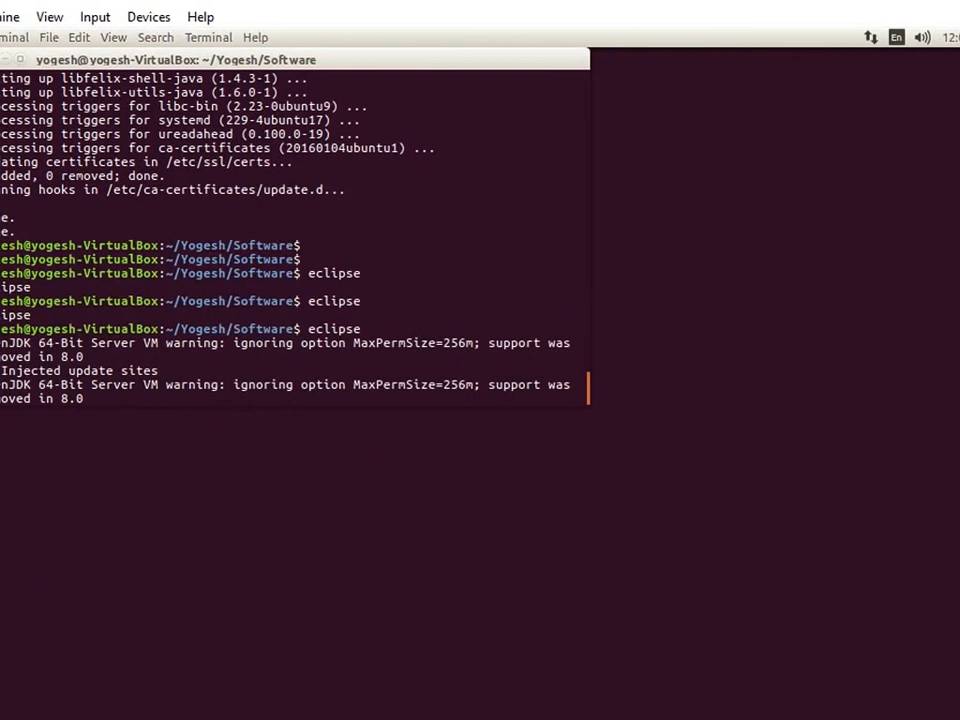 ine View Input Devices Help
minal File Edit View Search Terminal Help En 12:0
yogesh@yogesh-VirtualBox: ~/Yogesh/Software
ting up libfelix-shell-java (1.4.3-1) ...
ting up libfelix-utils-java (1.6.0-1) ...
cessing triggers for libc-bin (2.23-0ubuntu9) ...
cessing triggers for systemd (229-4ubuntu17) ...
cessing triggers for ureadahead (0.100.0-19) ...
cessing triggers for ca-certificates (20160104ubuntu1) ...
ating certificates in /etc/ssl/certs...
dded, 0 removed; done.
ning hooks in /etc/ca-certificates/update.d...
e.
e.
esh@yogesh-VirtualBox:~/Yogesh/Software$
esh@yogesh-VirtualBox:~/Yogesh/Software$
esh@yogesh-VirtualBox:~/Yogesh/Software$ eclipse
ipse
esh@yogesh-VirtualBox:~/Yogesh/Software$ eclipse
ipse
esh@yogesh-VirtualBox:~/Yogesh/Software$ eclipse
nJDK 64-Bit Server VM warning: ignoring option MaxPermSize=256m; support was
oved in 8.0
Injected update sites
nJDK 64-Bit Server VM warning: ignoring option MaxPermSize=256m; support was
oved in 8.0